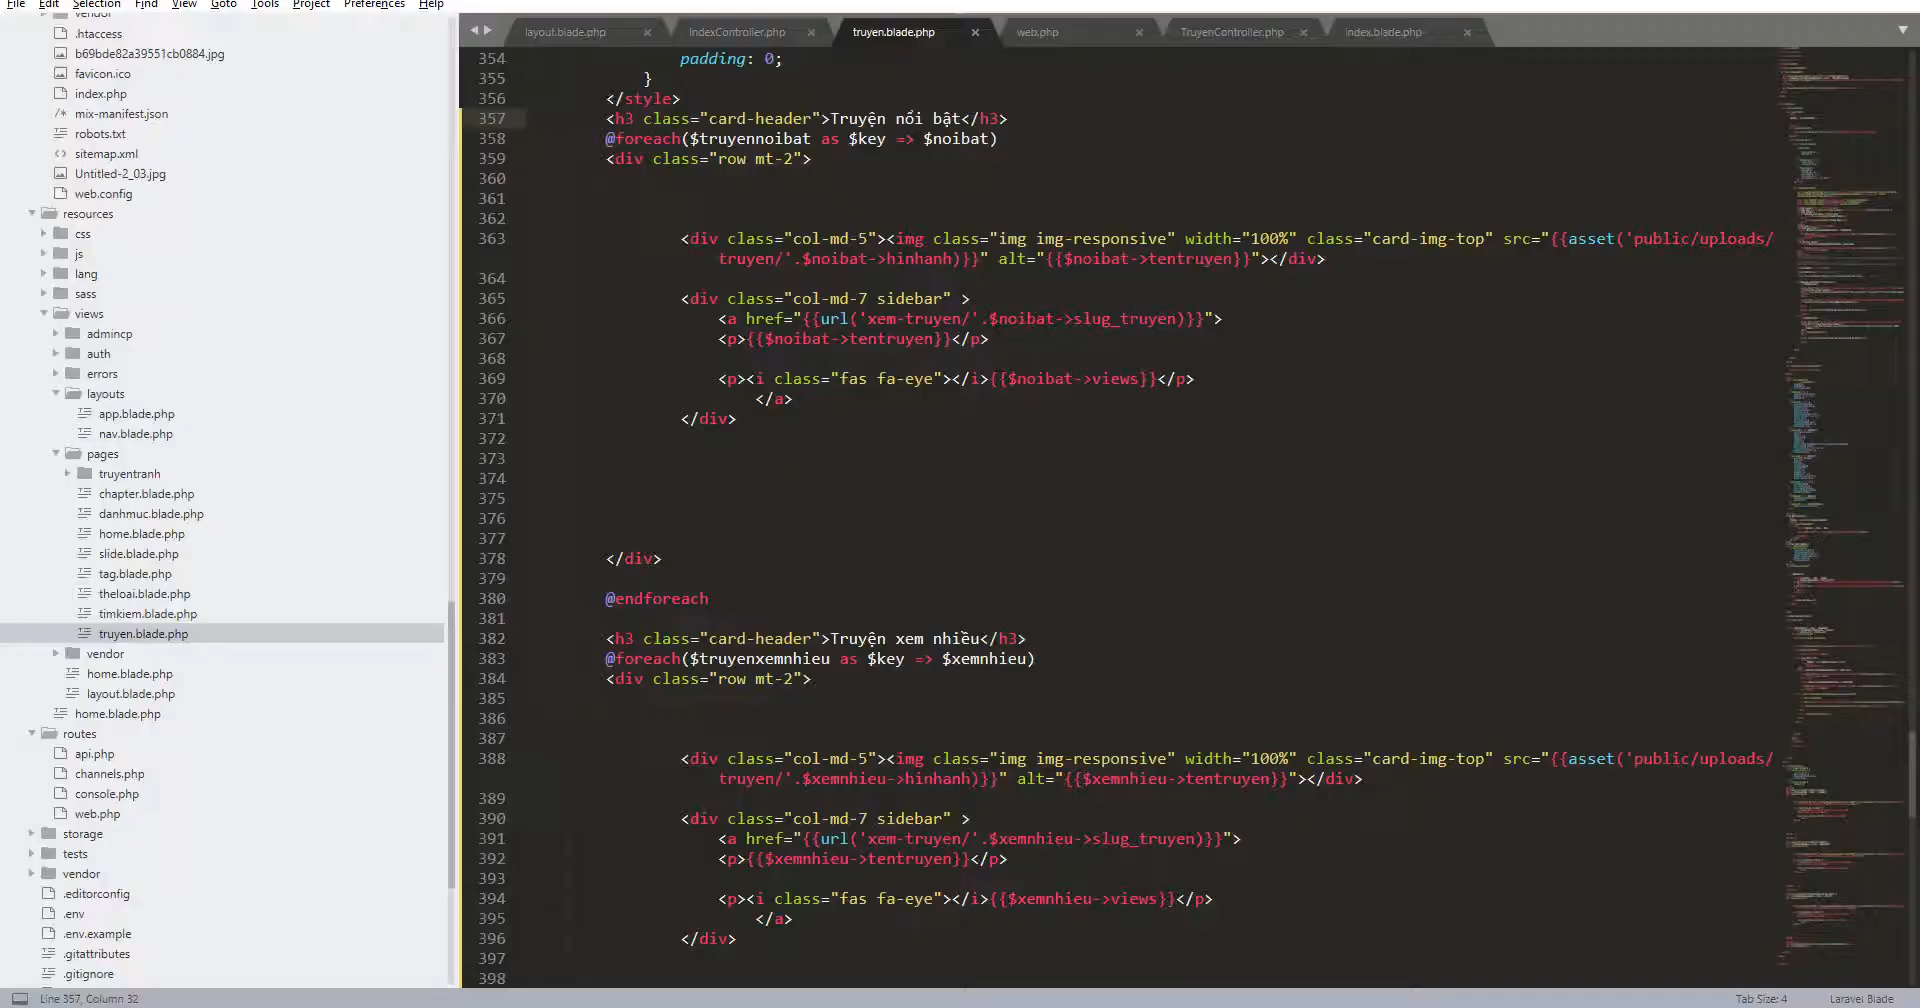 File Edit Selection Find View Goto Tools Project Preferences Help
vendor
.htaccess
b69bde82a39551cb0884.jpg
favicon.ico
index.php
mix-manifest.json
robots.txt
sitemap.xml
Untitled-2_03.jpg
web.config
resources
css
js
lang
sass
views
admincp
auth
errors
layouts
app.blade.php
nav.blade.php
pages
truyentranh
chapter.blade.php
danhmuc.blade.php
home.blade.php
slide.blade.php
tag.blade.php
theloai.blade.php
timkiem.blade.php
truyen.blade.php
vendor
home.blade.php
layout.blade.php
home.blade.php
routes
api.php
channels.php
console.php
web.php
storage
tests
vendor
.editorconfig
.env
.env.example
.gitattributes
.gitignore
layout.blade.php IndexController.php truyen.blade.php web.php TruyenController.php index.blade.php
354 padding: 0;
355 }
356 </style>
357 <h3 class="card-header">Truyện nổi bật</h3>
358 @foreach($truyennoibat as $key => $noibat)
359 <div class="row mt-2">
360
361
362
363 <div class="col-md-5"><img class="img img-responsive" width="100%" class="card-img-top" src="{{asset('public/uploads/
truyen/'.$noibat->hinhanh)}}" alt="{{$noibat->tentruyen}}"></div>
364
365 <div class="col-md-7 sidebar" >
366 <a href="{{url('xem-truyen/'.$noibat->slug_truyen)}}">
367 <p>{{$noibat->tentruyen}}</p>
368
369 <p><i class="fas fa-eye"></i>{{$noibat->views}}</p>
370 </a>
371 </div>
372
373
374
375
376
377
378 </div>
379
380 @endforeach
381
382 <h3 class="card-header">Truyện xem nhiều</h3>
383 @foreach($truyenxemnhieu as $key => $xemnhieu)
384 <div class="row mt-2">
385
386
387
388 <div class="col-md-5"><img class="img img-responsive" width="100%" class="card-img-top" src="{{asset('public/uploads/
truyen/'.$xemnhieu->hinhanh)}}" alt="{{$xemnhieu->tentruyen}}"></div>
389
390 <div class="col-md-7 sidebar" >
391 <a href="{{url('xem-truyen/'.$xemnhieu->slug_truyen)}}">
392 <p>{{$xemnhieu->tentruyen}}</p>
393
394 <p><i class="fas fa-eye"></i>{{$xemnhieu->views}}</p>
395 </a>
396 </div>
397
398
Line 357, Column 32
Tab Size: 4
Laravel Blade